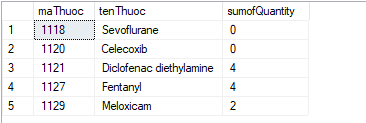 maThuoc tenThuoc sumofQuantity
1 1118 Sevoflurane 0
2 1120 Celecoxib 0
3 1121 Diclofenac diethylamine 4
4 1127 Fentanyl 4
5 1129 Meloxicam 2